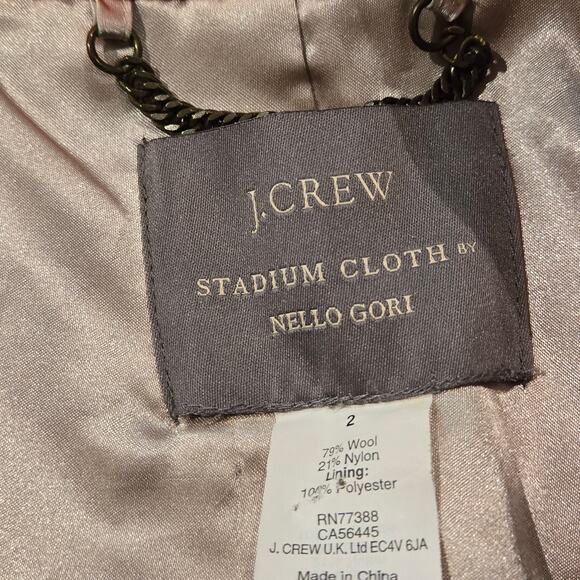 J.CREW
STADIUM CLOTH BY
NELLO GORI
2
79% Wool
21% Nylon
Lining:
100% Polyester
RN77388
CA56445
J. CREW U.K. Ltd EC4V 6JA
Made in China